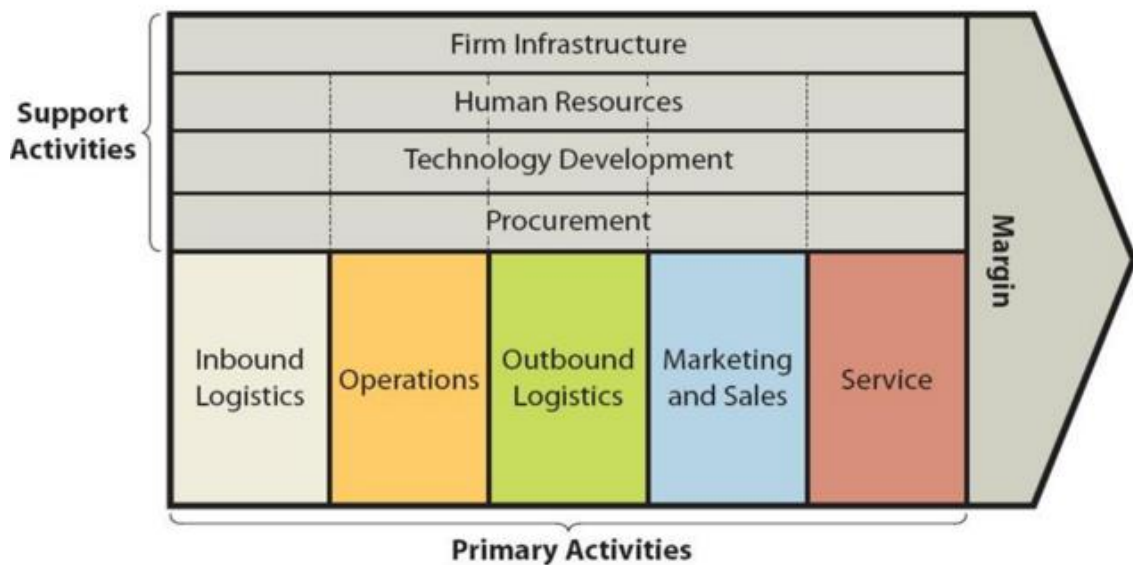 Firm Infrastructure
Human Resources
Support
Activities
Technology Development
Procurement
Margin
Inbound
Logistics
Operations
Outbound
Logistics
Marketing
and Sales
Service
Primary Activities